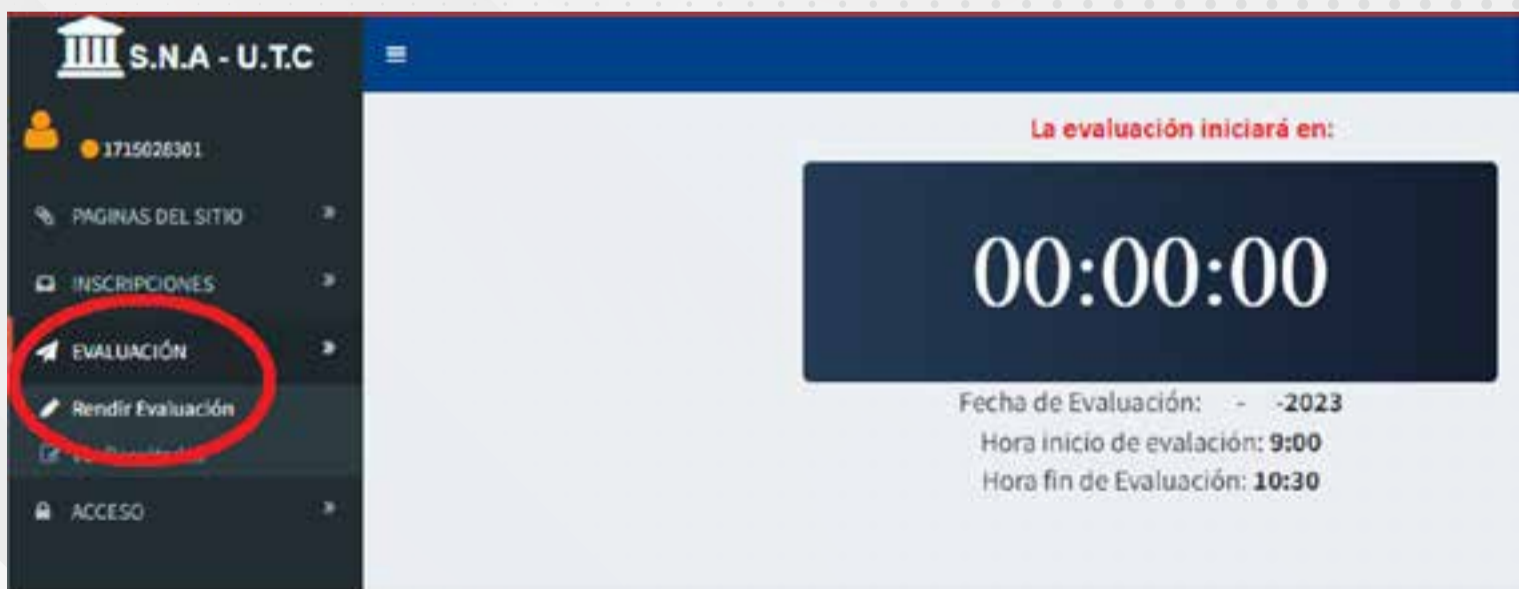 S.N.A - U.T.C
1715028301
PAGINAS DEL SITIO
INSCRIPCIONES
EVALUACIÓN
Rendir Evaluación
ACCESO
La evaluación iniciará en:
00:00:00
Fecha de Evaluación: - -2023
Hora inicio de evalación: 9:00
Hora fin de Evaluación: 10:30